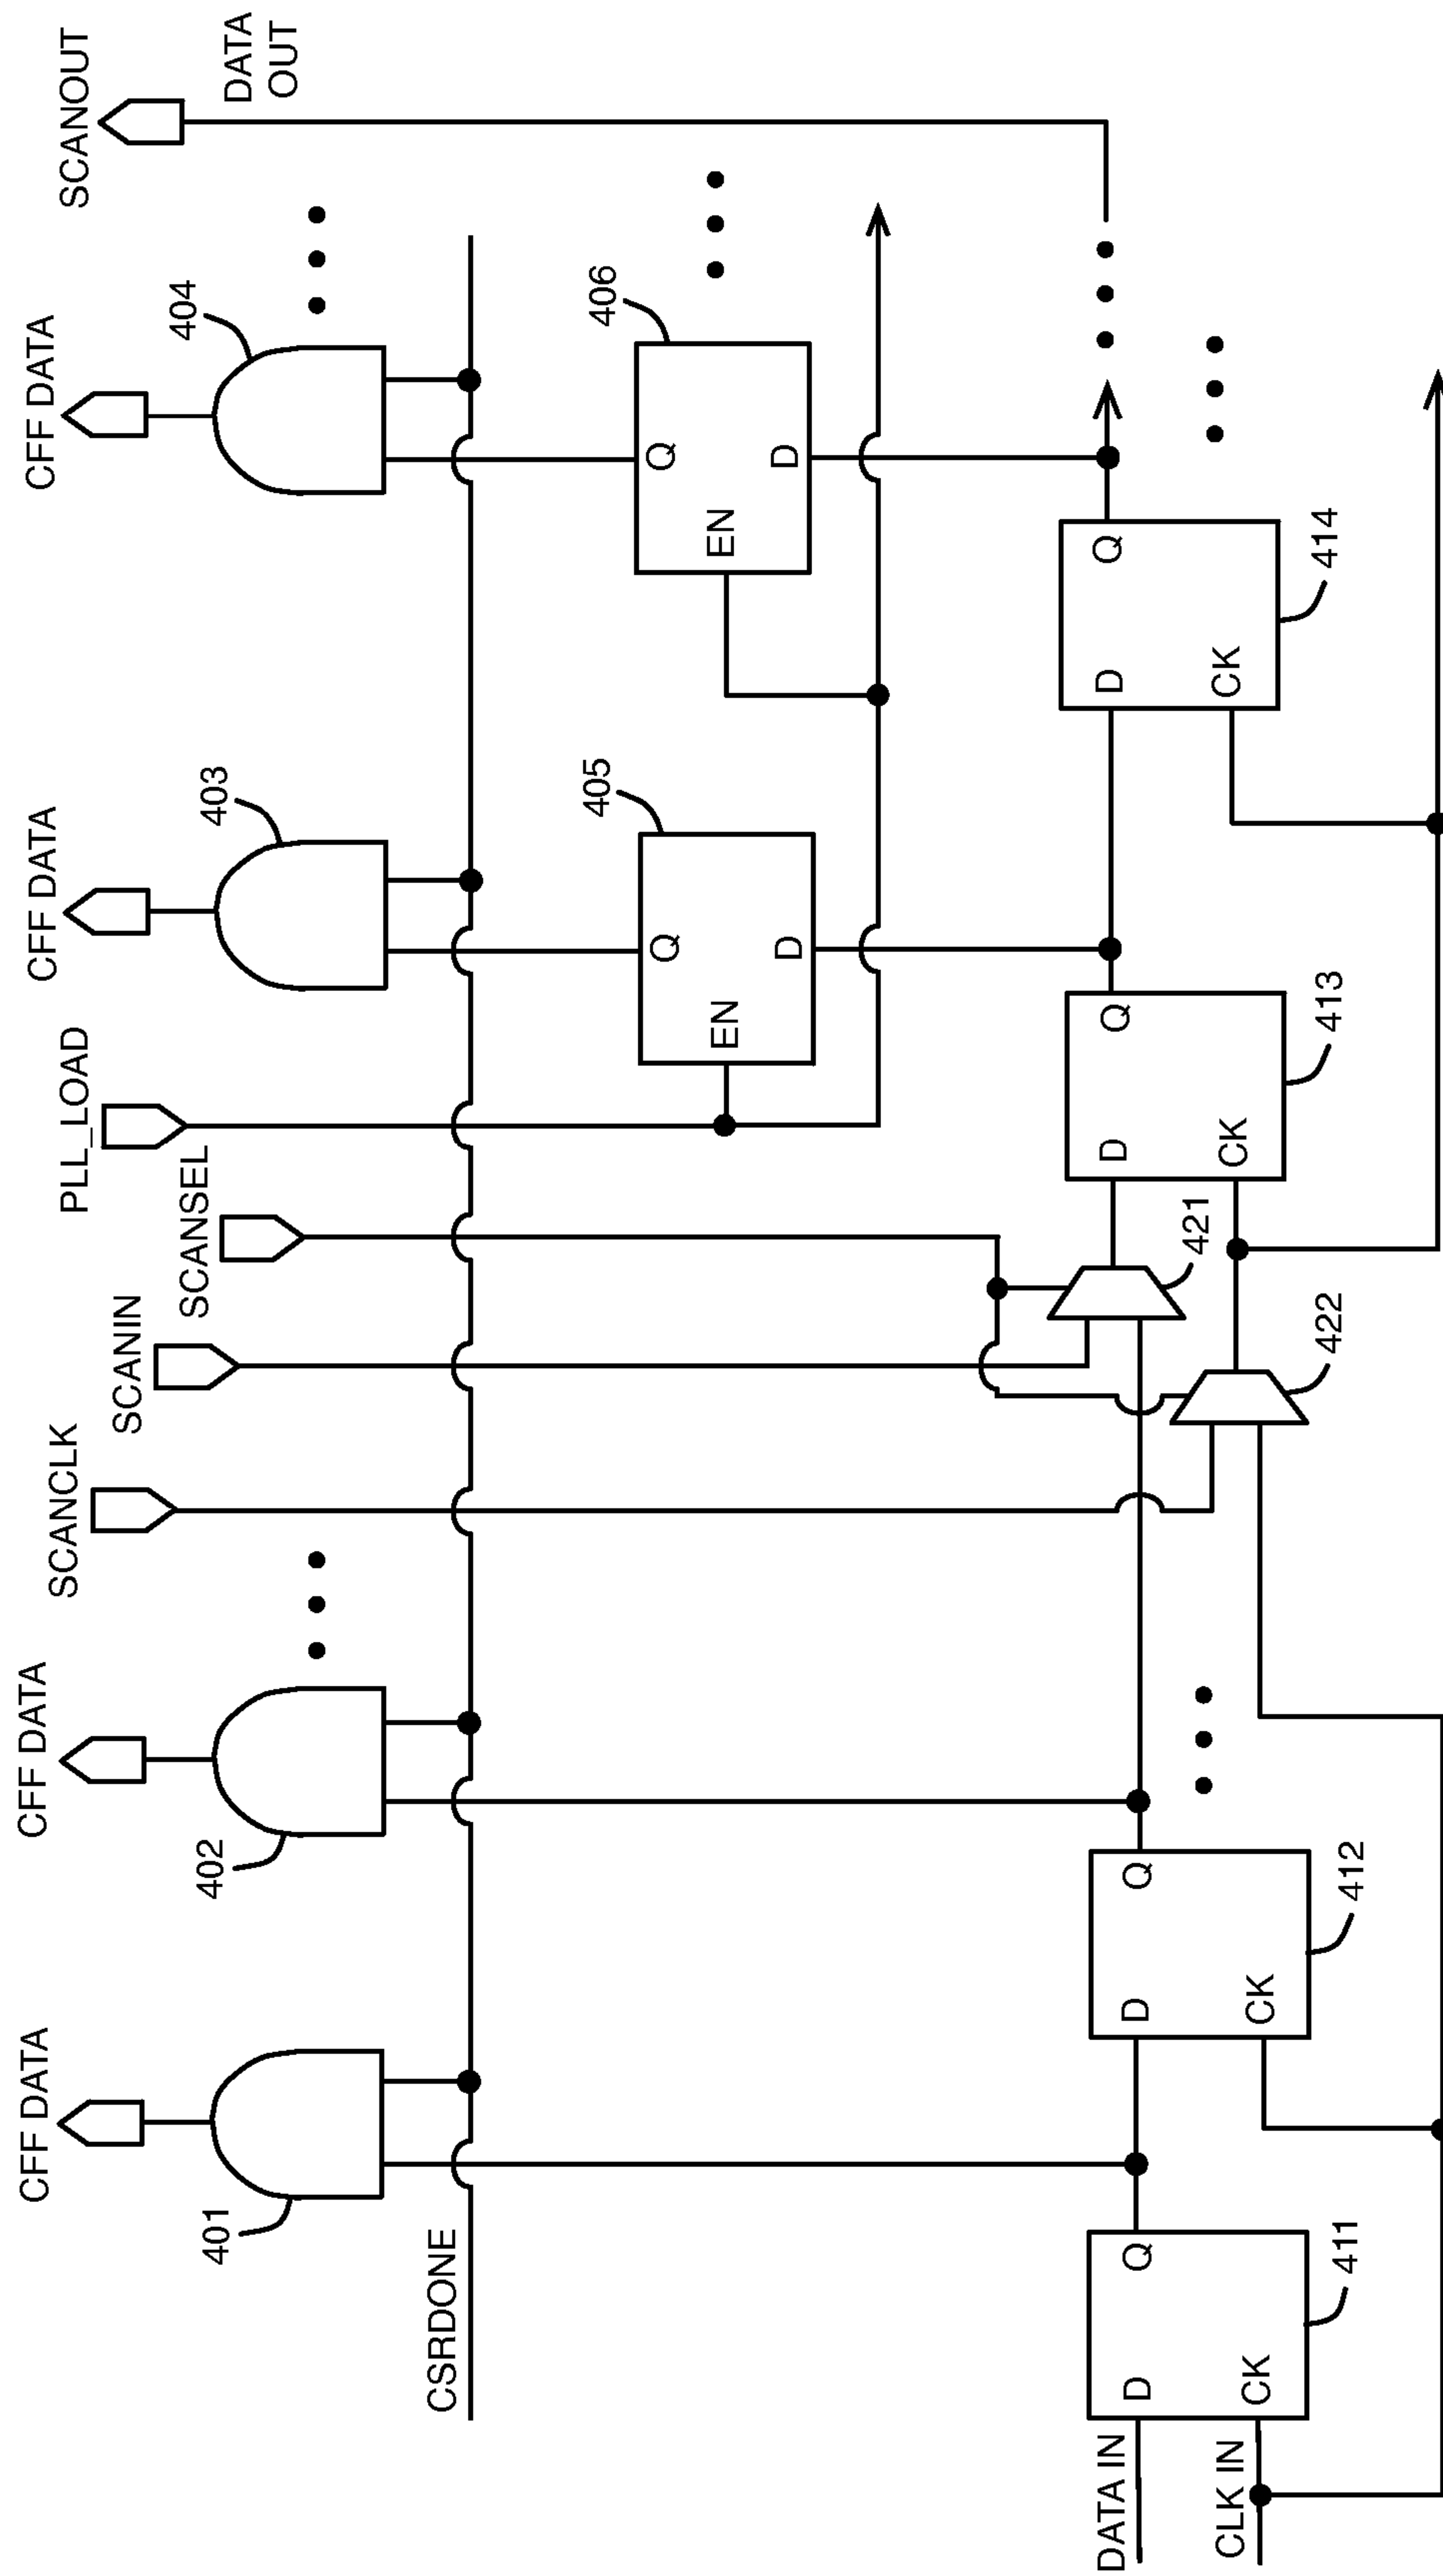 CFF DATA
CFF DATA
SCANCLK
SCANIN
SCANSEL
PLL_LOAD
CFF DATA
CFF DATA
SCANOUT
DATA
OUT
401
402
403
404
CSRDONE
405
406
EN
Q
D
EN
Q
D
DATA IN
CLK IN
D
Q
CK
411
D
Q
CK
412
421
422
D
Q
CK
413
D
Q
CK
414